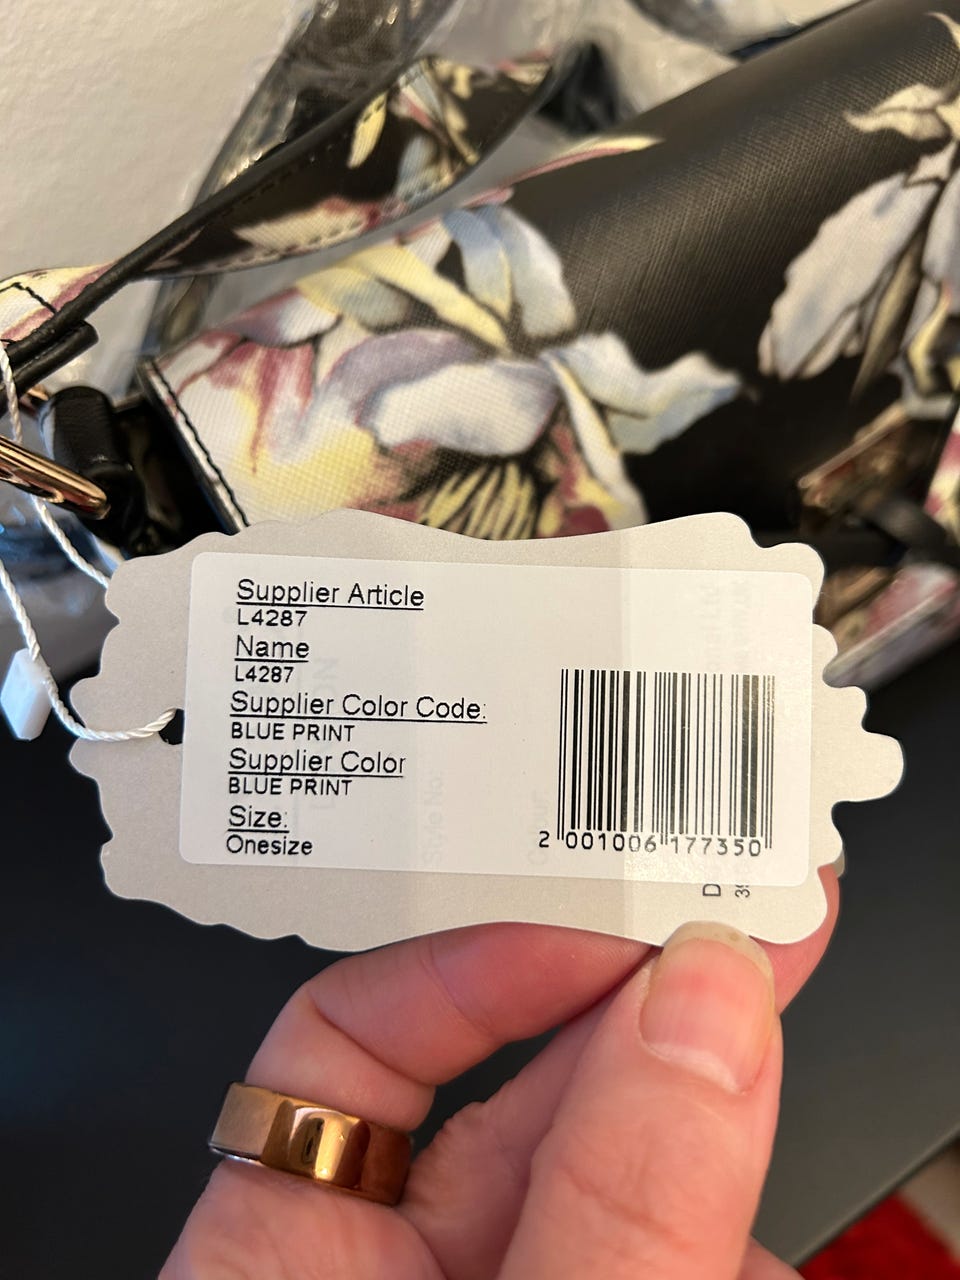 Supplier Article
L4287
Name
L4287
Supplier Color Code:
BLUE PRINT
Supplier Color
BLUE PRINT
Size:
Onesize
2 001006 177350